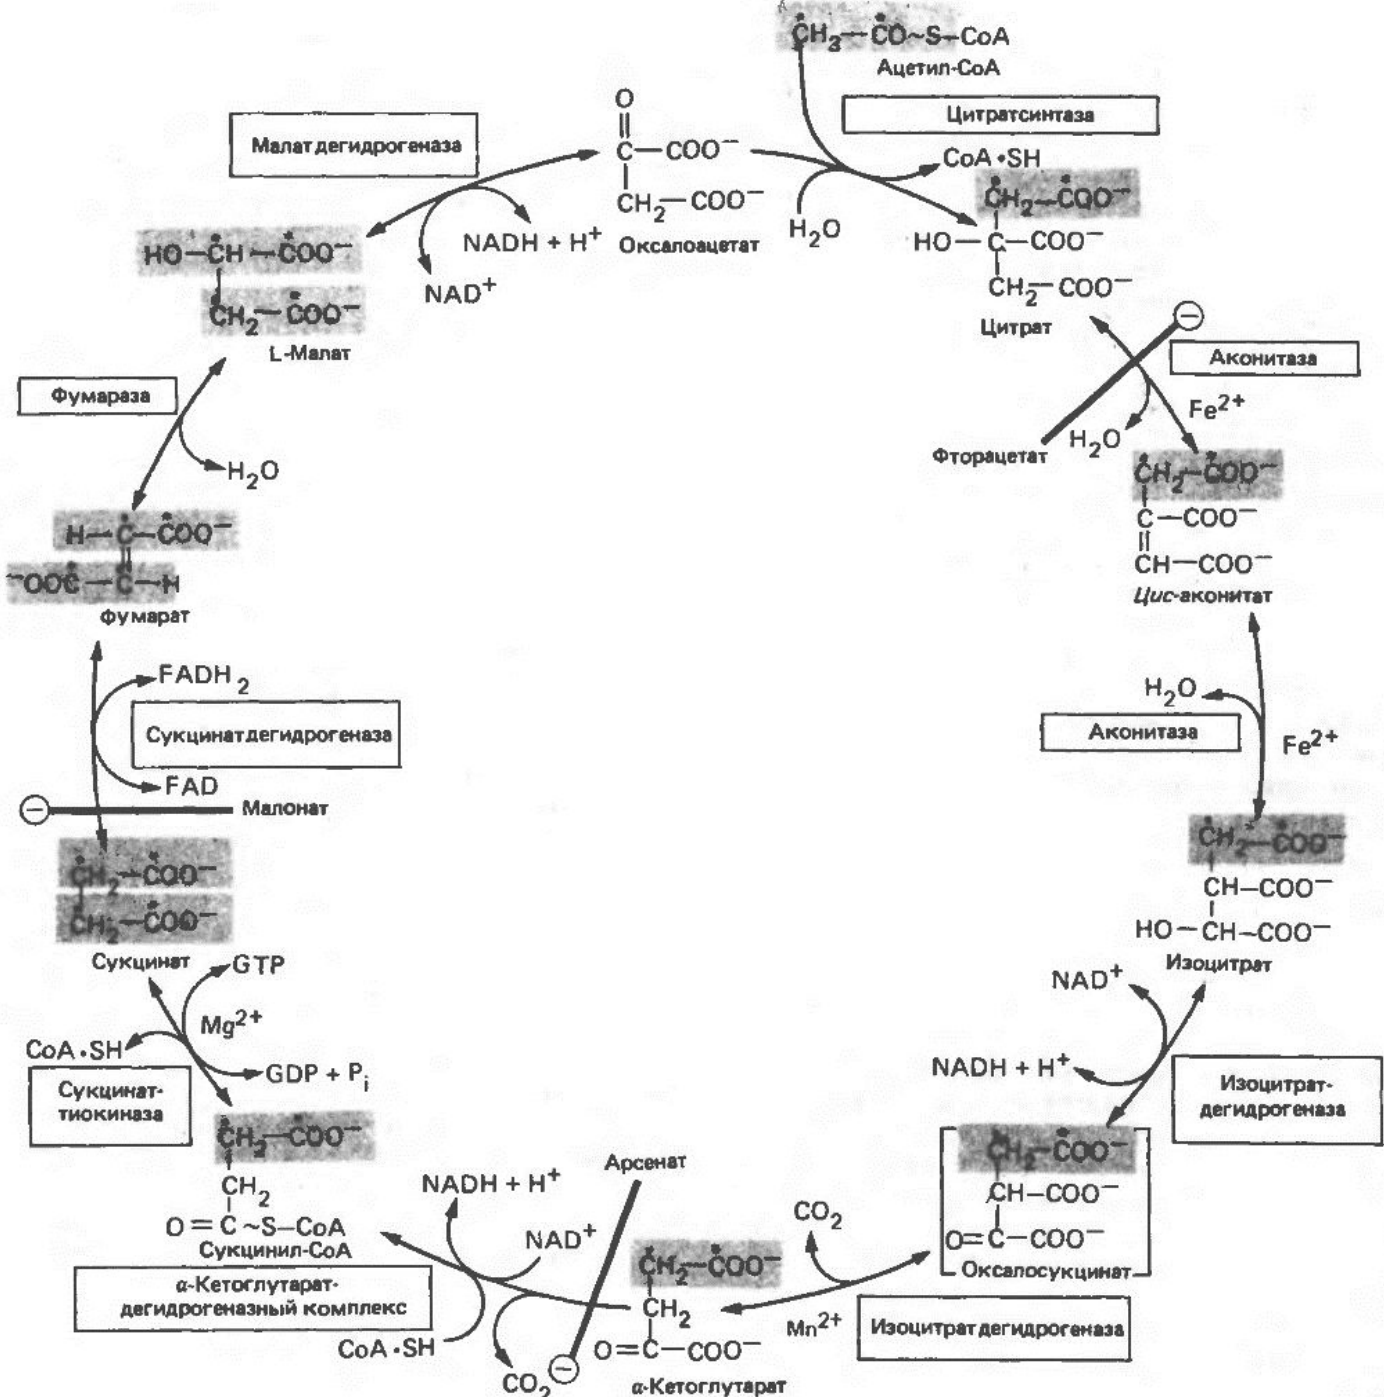 CH₃—CO~S—CoA
Ацетил-СоА
Цитратсинтаза
O
C—COO⁻
CH₂—COO⁻
Оксалоацетат
H₂O
CoA•SH
CH₂—COO⁻
HO—C—COO⁻
CH₂—COO⁻
Цитрат
Аконитаза
Fe²⁺
H₂O
Фторацетат
CH₂—COO⁻
C—COO⁻
CH—COO⁻
Цис-аконитат
H₂O
Аконитаза
Fe²⁺
CH₂—COO⁻
CH—COO⁻
HO—CH—COO⁻
Изоцитрат
NAD⁺
NADH + H⁺
Изоцитрат-
дегидрогеназа
CH₂—COO⁻
CH—COO⁻
O=C—COO⁻
Оксалосукцинат
CO₂
Mn²⁺
Изоцитратдегидрогеназа
CH₂—COO⁻
CH₂
O=C—COO⁻
α-Кетоглутарат
Арсенат
NAD⁺
NADH + H⁺
CO₂
CoA•SH
α-Кетоглутарат-
дегидрогеназный комплекс
CH₂—COO⁻
CH₂
O=C~S—CoA
Сукцинил-СоА
GDP + Pᵢ
Mg²⁺
GTP
CoA•SH
Сукцинат-
тиокиназа
CH₂—COO⁻
CH₂—COO⁻
Сукцинат
Малонат
FAD
Сукцинатдегидрогеназа
FADH₂
H—C—COO⁻
⁻OOC—C—H
Фумарат
H₂O
Фумараза
HO—CH—COO⁻
CH₂—COO⁻
L-Малат
NAD⁺
NADH + H⁺
Малатдегидрогеназа